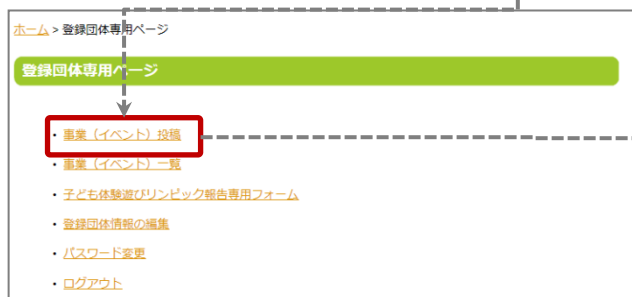 ホーム > 登録団体専用ページ
登録団体専用ページ
・事業（イベント）投稿
・事業（イベント）一覧
・子ども体験遊びリンピック報告専用フォーム
・登録団体情報の編集
・パスワード変更
・ログアウト